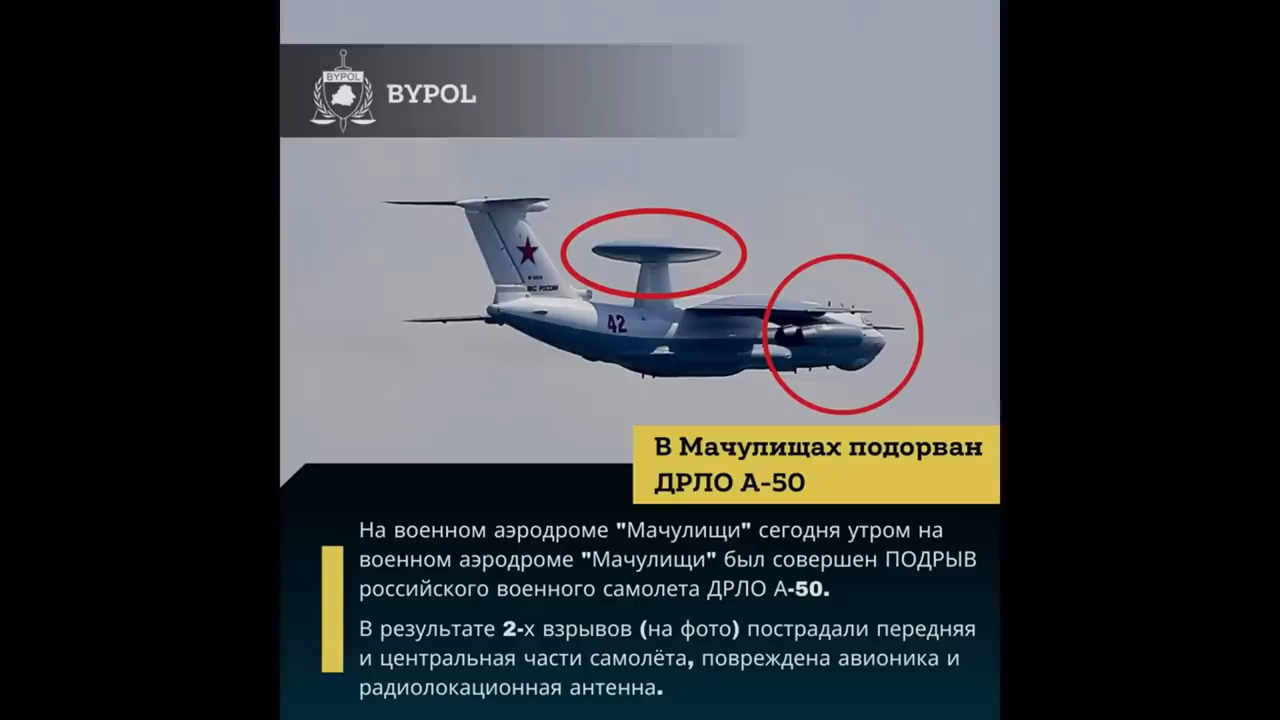 BYPOL
BYPOL
ВКС РОССИИ
42
В Мачулищах подорван
ДРЛО А-50
На военном аэродроме "Мачулищи" сегодня утром на
военном аэродроме "Мачулищи" был совершен ПОДРЫВ
российского военного самолета ДРЛО А-50.
В результате 2-х взрывов (на фото) пострадали передняя
и центральная части самолёта, повреждена авионика и
радиолокационная антенна.